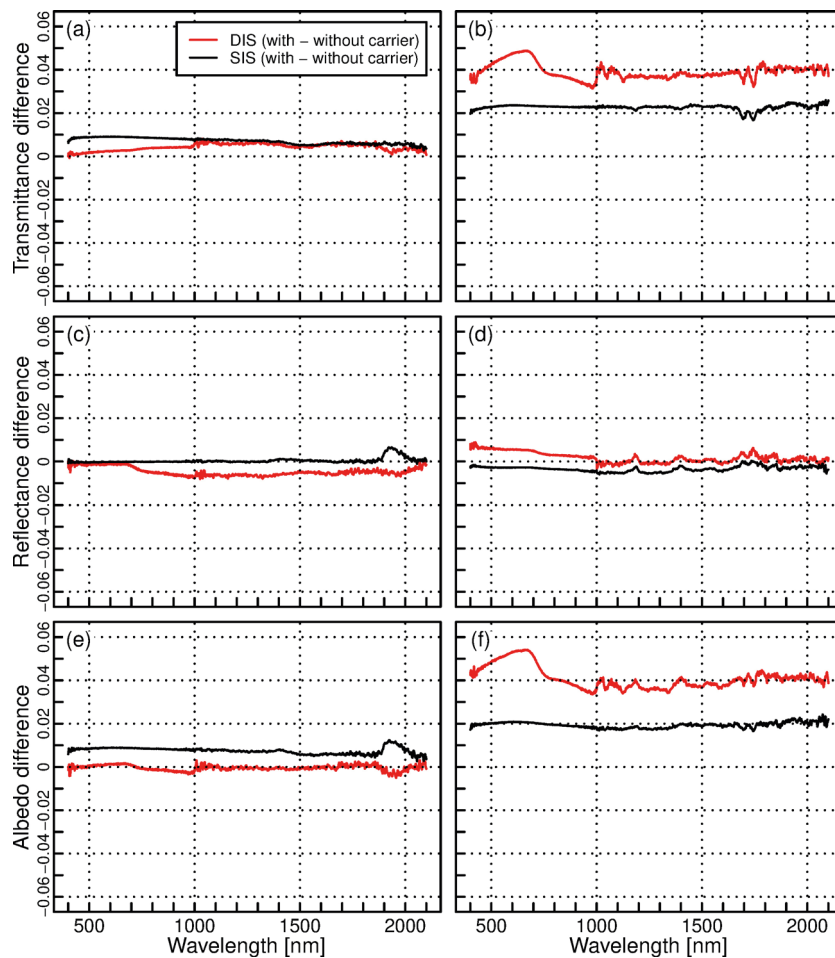 (a)
DIS (with − without carrier)
SIS (with − without carrier)
(b)
Transmittance difference
−0.06 −0.04 −0.02 0 0.02 0.04 0.06
(c)
(d)
Reflectance difference
−0.06 −0.04 −0.02 0 0.02 0.04 0.06
(e)
(f)
Albedo difference
−0.06 −0.04 −0.02 0 0.02 0.04 0.06
500 1000 1500 2000
500 1000 1500 2000
Wavelength [nm]
Wavelength [nm]